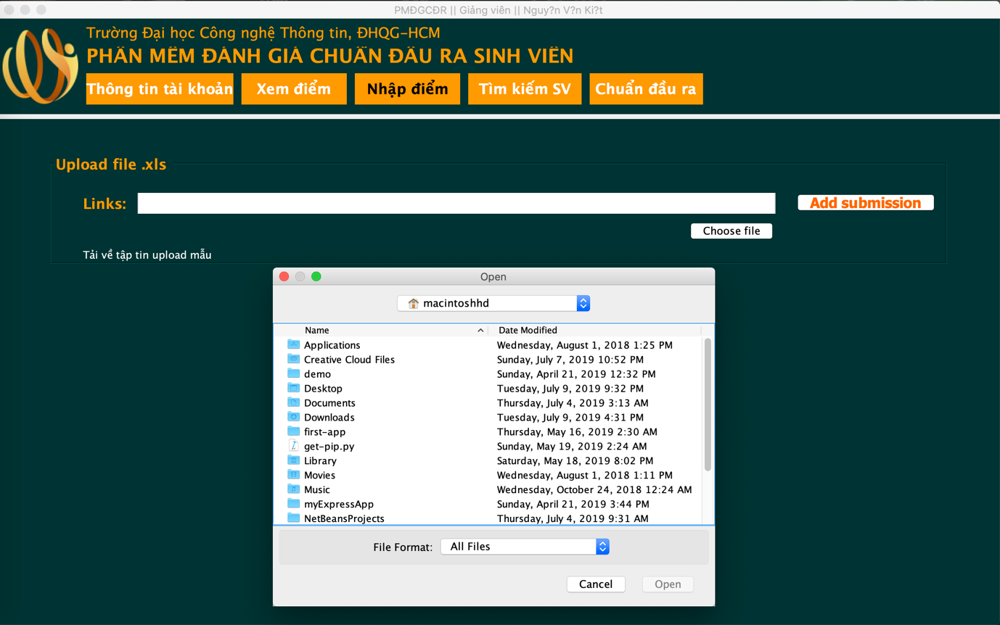 PMĐGCĐR || Giảng viên || Nguy?n V?n Ki?t
Trường Đại học Công nghệ Thông tin, ĐHQG-HCM
PHẦN MỀM ĐÁNH GIÁ CHUẨN ĐẦU RA SINH VIÊN
Thông tin tài khoản Xem điểm Nhập điểm Tìm kiếm SV Chuẩn đầu ra
Upload file .xls
Links: Add submission
Choose file
Tải về tập tin upload mẫu
Open
macintoshhd
Name Date Modified
Applications Wednesday, August 1, 2018 1:25 PM
Creative Cloud Files Sunday, July 7, 2019 10:52 PM
demo Sunday, April 21, 2019 12:32 PM
Desktop Tuesday, July 9, 2019 9:32 PM
Documents Thursday, July 4, 2019 3:13 AM
Downloads Tuesday, July 9, 2019 4:31 PM
first-app Thursday, May 16, 2019 2:30 AM
get-pip.py Sunday, May 19, 2019 2:24 AM
Library Saturday, May 18, 2019 8:02 PM
Movies Wednesday, August 1, 2018 1:11 PM
Music Wednesday, October 24, 2018 12:24 AM
myExpressApp Sunday, April 21, 2019 3:44 PM
NetBeansProjects Thursday, July 4, 2019 9:31 AM
File Format: All Files
Cancel Open